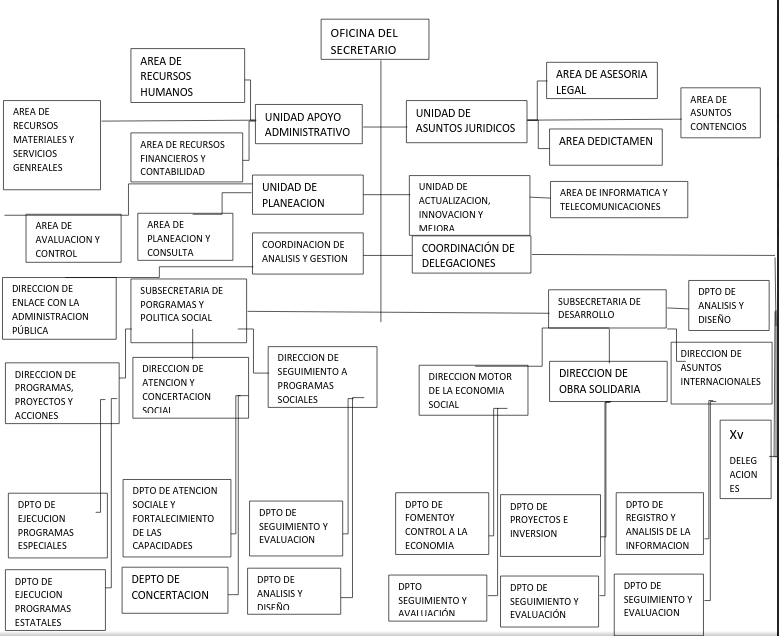 OFICINA DEL
SECRETARIO
AREA DE
RECURSOS
HUMANOS
AREA DE ASESORIA
LEGAL
AREA DE
RECURSOS
MATERIALES Y
SERVICIOS
GENREALES
UNIDAD APOYO
ADMINISTRATIVO
UNIDAD DE
ASUNTOS JURIDICOS
AREA DE
ASUNTOS
CONTENCIOS
AREA DE RECURSOS
FINANCIEROS Y
CONTABILIDAD
AREA DEDICTAMEN
UNIDAD DE
PLANEACION
UNIDAD DE
ACTUALIZACION,
INNOVACION Y
MEJORA
AREA DE INFORMATICA Y
TELECOMUNICACIONES
AREA DE
AVALUACION Y
CONTROL
AREA DE
PLANEACION Y
CONSULTA
COORDINACION DE
ANALISIS Y GESTION
COORDINACIÓN DE
DELEGACIONES
DIRECCION DE
ENLACE CON LA
ADMINISTRACION
PÚBLICA
SUBSECRETARIA DE
PORGRAMAS Y
POLITICA SOCIAL
SUBSECRETARIA DE
DESARROLLO
DPTO DE
ANALISIS Y
DISEÑO
DIRECCION DE
PROGRAMAS,
PROYECTOS Y
ACCIONES
DIRECCION DE
ATENCION Y
CONCERTACION
SOCIAL
DIRECCION DE
SEGUIMIENTO A
PROGRAMAS
SOCIALES
DIRECCION MOTOR
DE LA ECONOMIA
SOCIAL
DIRECCION DE
OBRA SOLIDARIA
DIRECCION DE
ASUNTOS
INTERNACIONALES
Xv
DELEG
ACION
ES
DPTO DE
EJECUCION
PROGRAMAS
ESPECIALES
DPTO DE ATENCION
SOCIALE Y
FORTALECIMIENTO
DE LAS
CAPACIDADES
DPTO DE
SEGUIMIENTO Y
EVALUACION
DPTO DE
FOMENTOY
CONTROL A LA
ECONOMIA
DPTO DE
PROYECTOS E
INVERSION
DPTO DE
REGISTRO Y
ANALISIS DE LA
INFORMACION
DPTO DE
EJECUCION
PROGRAMAS
ESTATALES
DEPTO DE
CONCERTACION
DPTO DE
ANALISIS Y
DISEÑO
DPTO
SEGUIMIENTO Y
AVALUACIÓN
DPTO DE
SEGUIMIENTO Y
EVALUACIÓN
DPTO DE
SEGUIMIENTO Y
EVALUACION